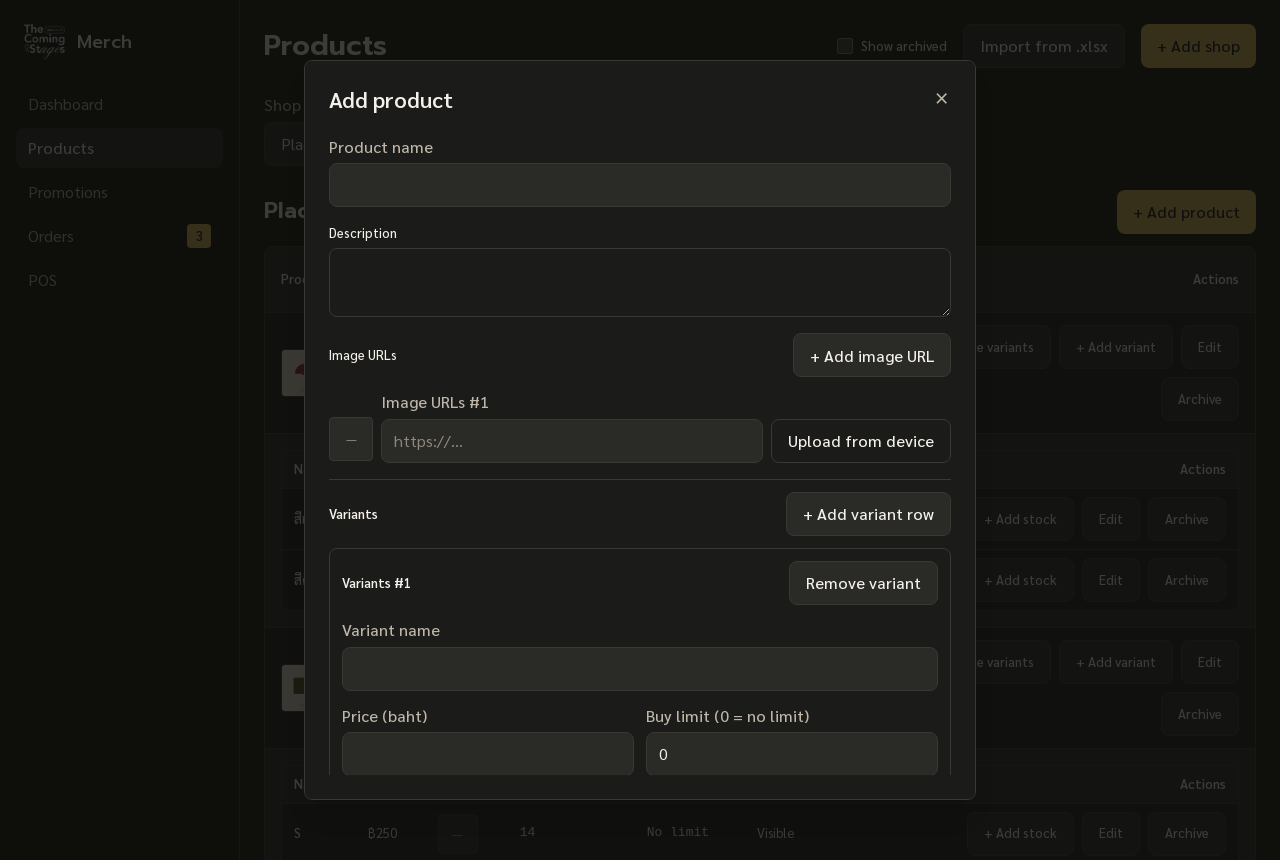 The
Coming
Stages
Merch
Dashboard
Products
Promotions
Orders
3
POS
Products
Show archived
Import from .xlsx
+ Add shop
Shop
+ Add product
Actions
+ Add variant
Edit
Archive
Actions
+ Add stock
Edit
Archive
+ Add stock
Edit
Archive
variants
+ Add variant
Edit
Archive
Actions
S
฿250
—
14
No limit
Visible
+ Add stock
Edit
Archive
Add product
×
Product name
Description
Image URLs
+ Add image URL
Image URLs #1
—
https://...
Upload from device
Variants
+ Add variant row
Variants #1
Remove variant
Variant name
Price (baht)
Buy limit (0 = no limit)
0